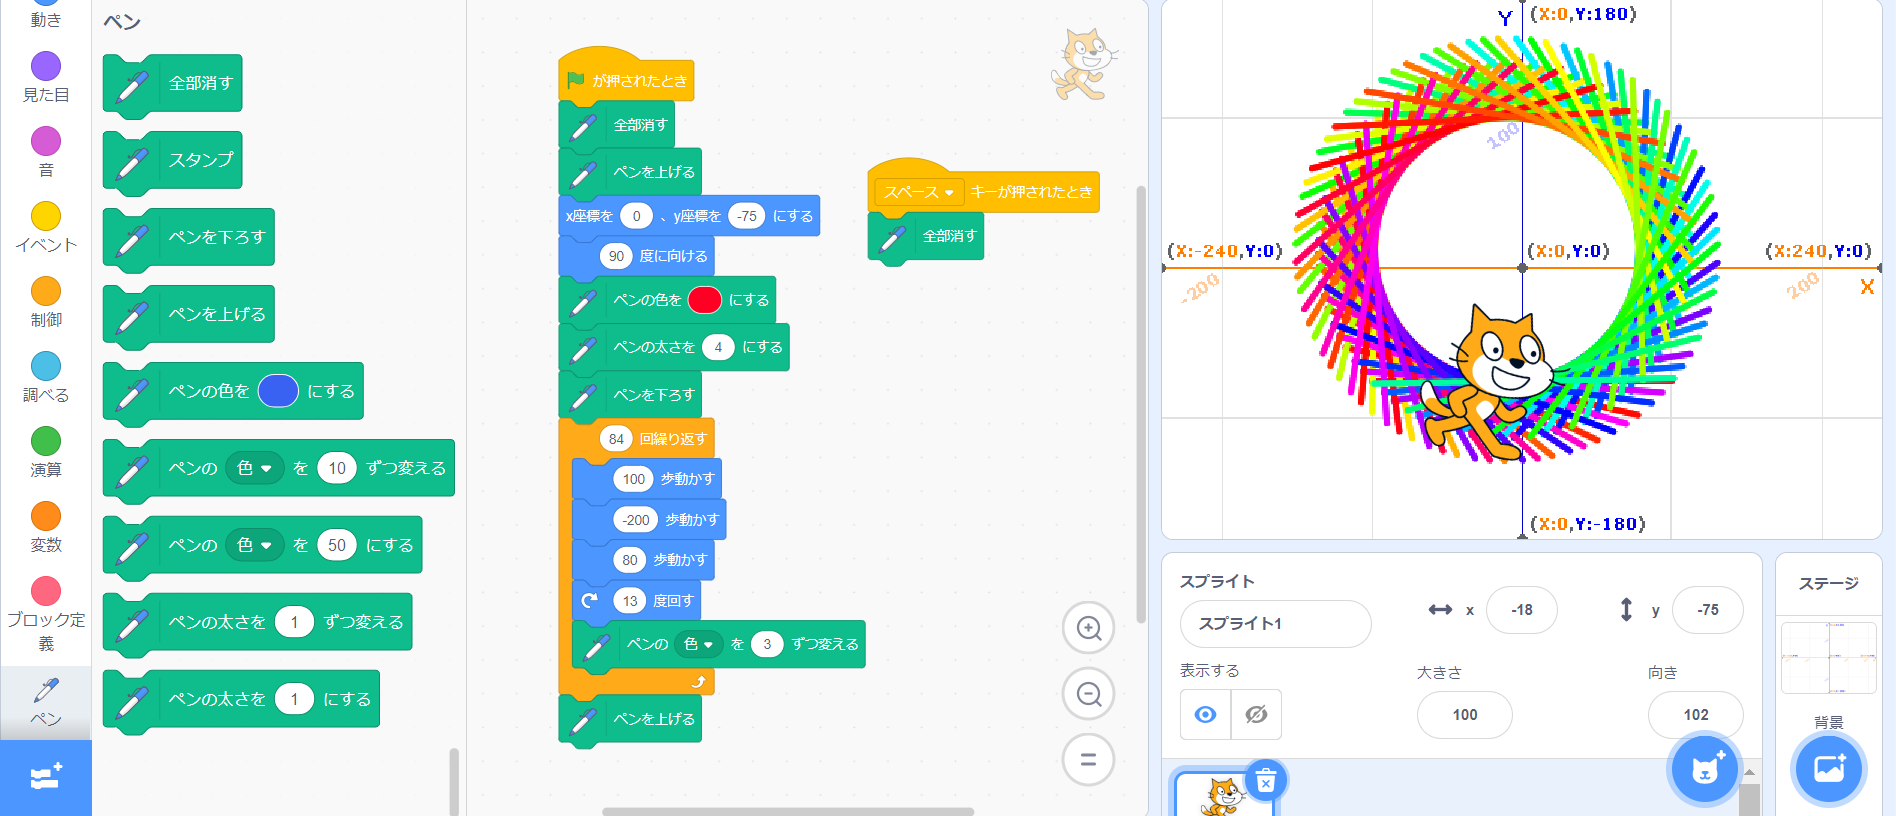 動き
見た目
音
イベント
制御
調べる
演算
変数
ブロック定
義
ペン
ペン
全部消す
スタンプ
ペンを下ろす
ペンを上げる
ペンの色を にする
ペンの 色 を 10 ずつ変える
ペンの 色 を 50 にする
ペンの太さを 1 ずつ変える
ペンの太さを 1 にする
が押されたとき
全部消す
ペンを上げる
x座標を 0 、y座標を -75 にする
90 度に向ける
ペンの色を にする
ペンの太さを 4 にする
ペンを下ろす
84 回繰り返す
100 歩動かす
-200 歩動かす
80 歩動かす
13 度回す
ペンの 色 を 3 ずつ変える
ペンを上げる
スペース キーが押されたとき
全部消す
Y (X:0,Y:180)
100
(X:-240,Y:0) (X:0,Y:0) (X:240,Y:0)
-200 200 X
(X:0,Y:-180)
スプライト
スプライト1
x -18
y -75
表示する
大きさ
100
向き
102
ステージ
背景